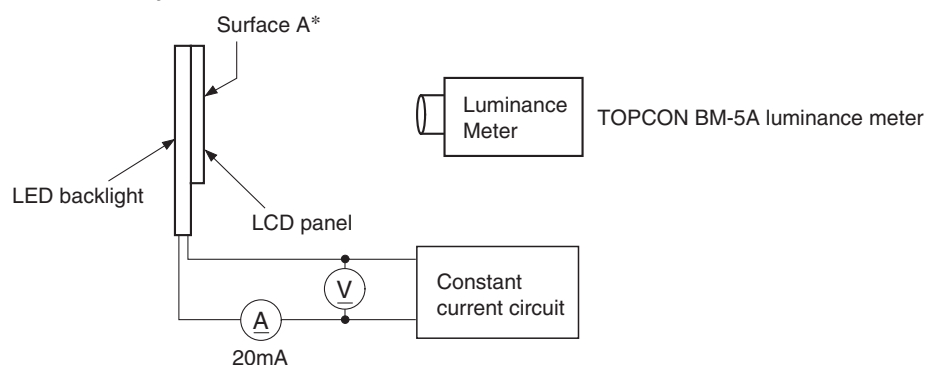 Surface A*
Luminance
Meter
TOPCON BM-5A luminance meter
LED backlight
LCD panel
V
Constant
current circuit
A
20mA